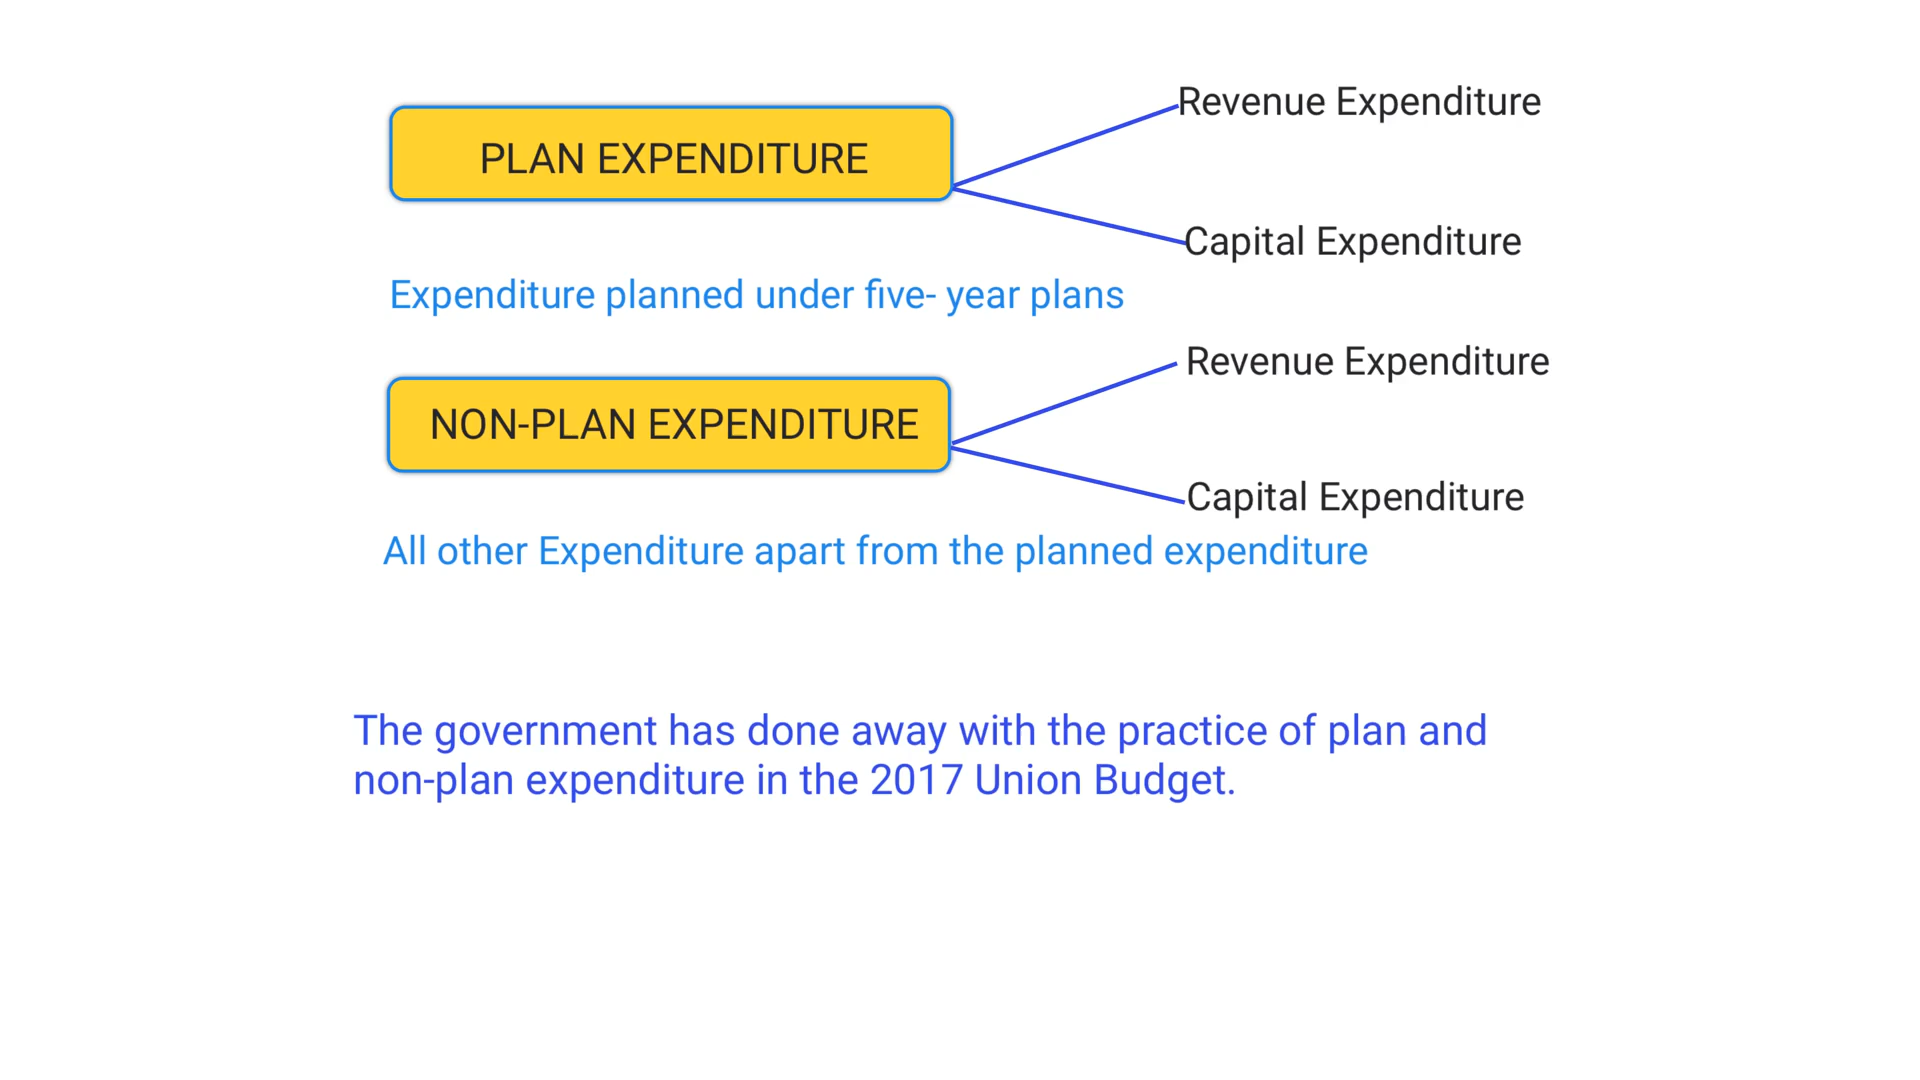 PLAN EXPENDITURE
Revenue Expenditure
Capital Expenditure
Expenditure planned under five- year plans
NON-PLAN EXPENDITURE
Revenue Expenditure
Capital Expenditure
All other Expenditure apart from the planned expenditure
The government has done away with the practice of plan and
non-plan expenditure in the 2017 Union Budget.